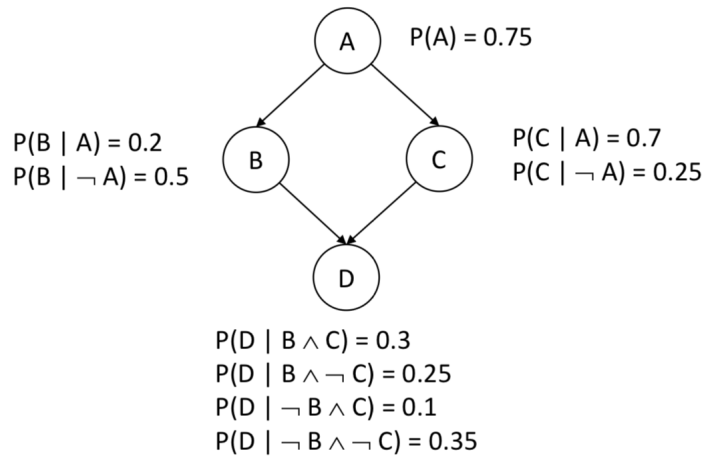 A
P(A) = 0.75
P(B | A) = 0.2
P(B | ¬ A) = 0.5
B
C
P(C | A) = 0.7
P(C | ¬ A) = 0.25
D
P(D | B ∧ C) = 0.3
P(D | B ∧ ¬ C) = 0.25
P(D | ¬ B ∧ C) = 0.1
P(D | ¬ B ∧ ¬ C) = 0.35